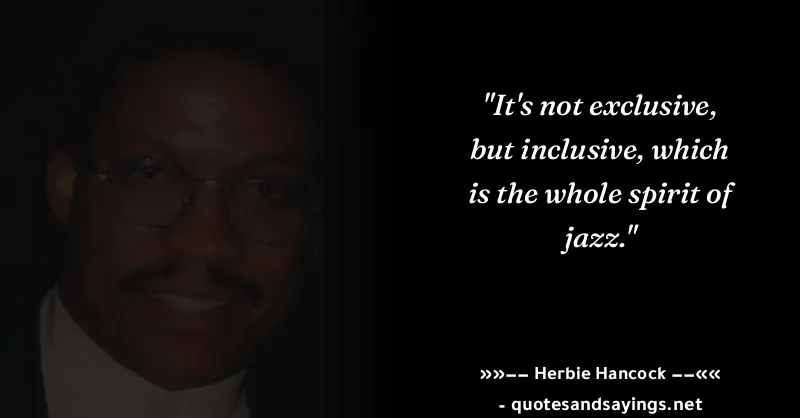 "It's not exclusive,
but inclusive, which
is the whole spirit of
jazz."
»»–– Herbie Hancock ––««
- quotesandsayings.net